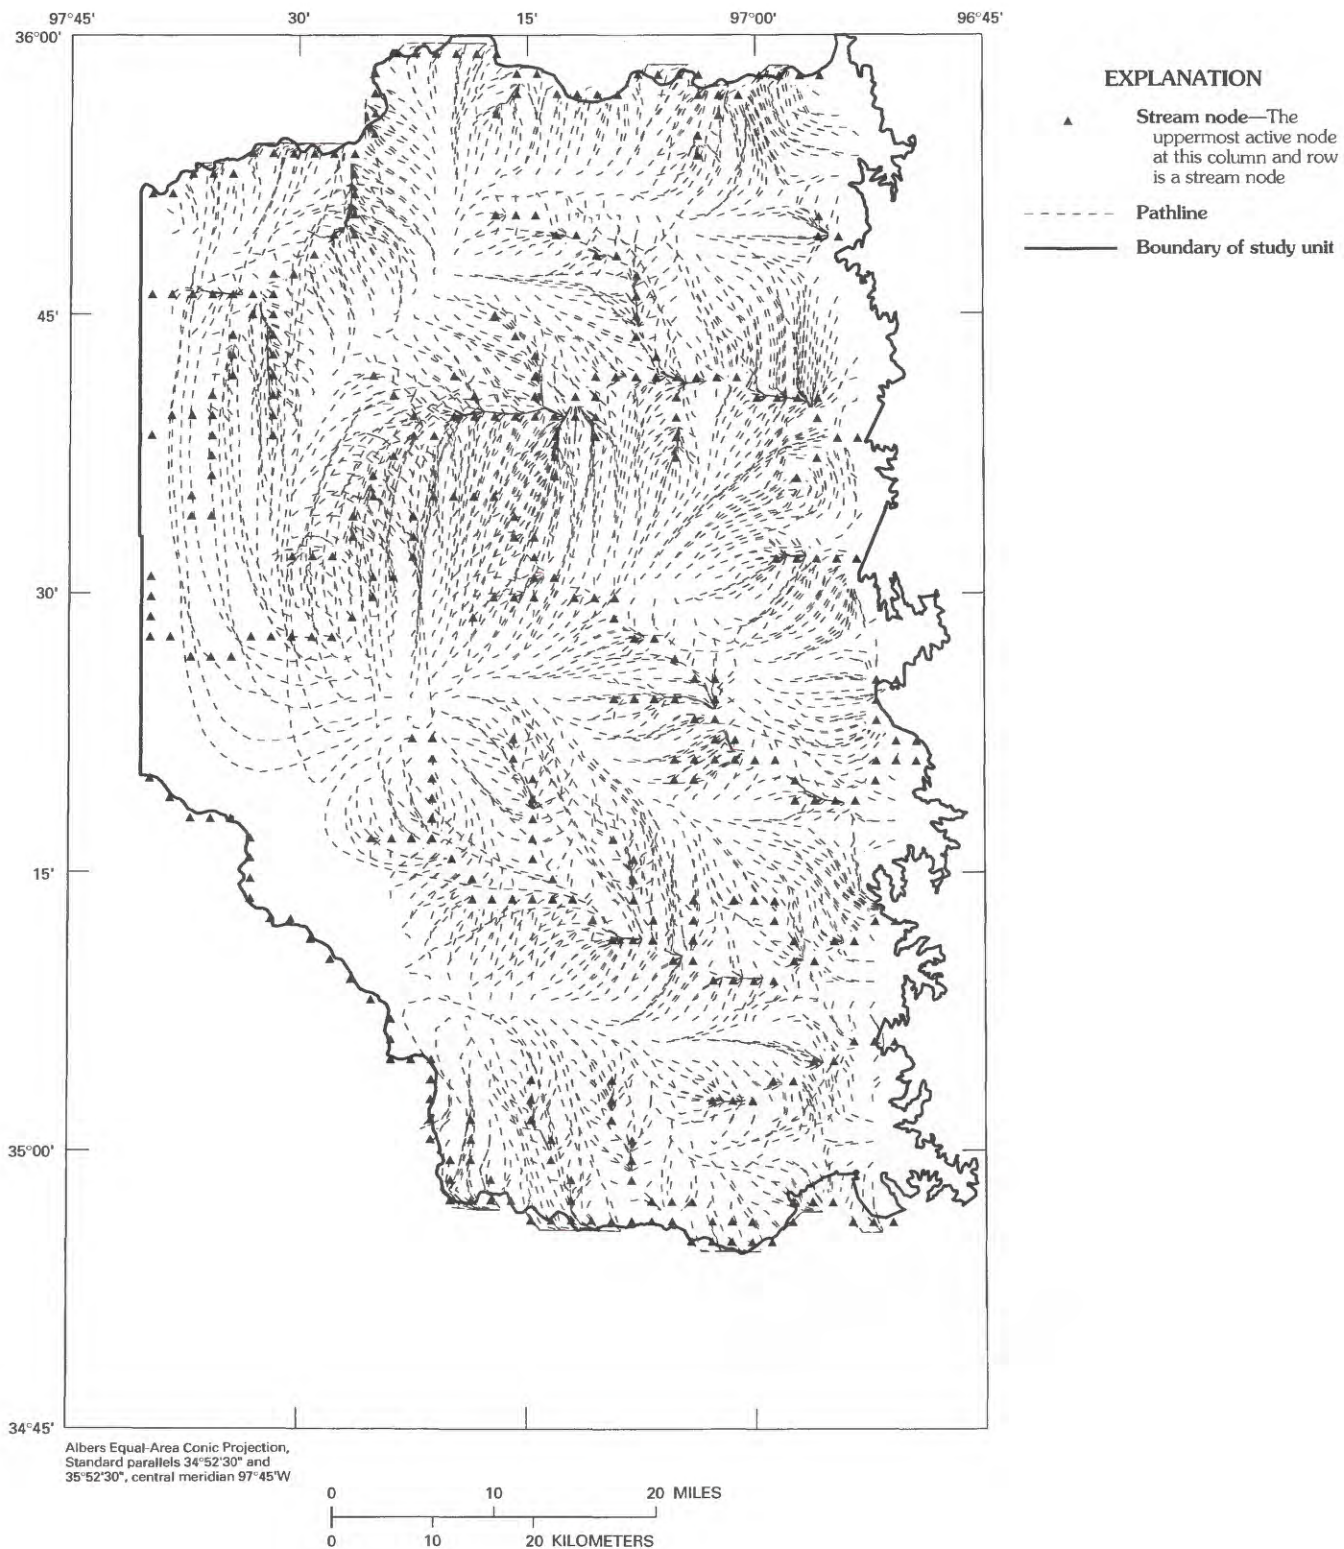 97°45' 30' 15' 97°00' 96°45'
36°00'
45'
30'
15'
35°00'
34°45'
EXPLANATION
Stream node—The
uppermost active node
at this column and row
is a stream node
Pathline
Boundary of study unit
Albers Equal-Area Conic Projection,
Standard parallels 34°52'30" and
35°52'30", central meridian 97°45'W
0 10 20 MILES
0 10 20 KILOMETERS